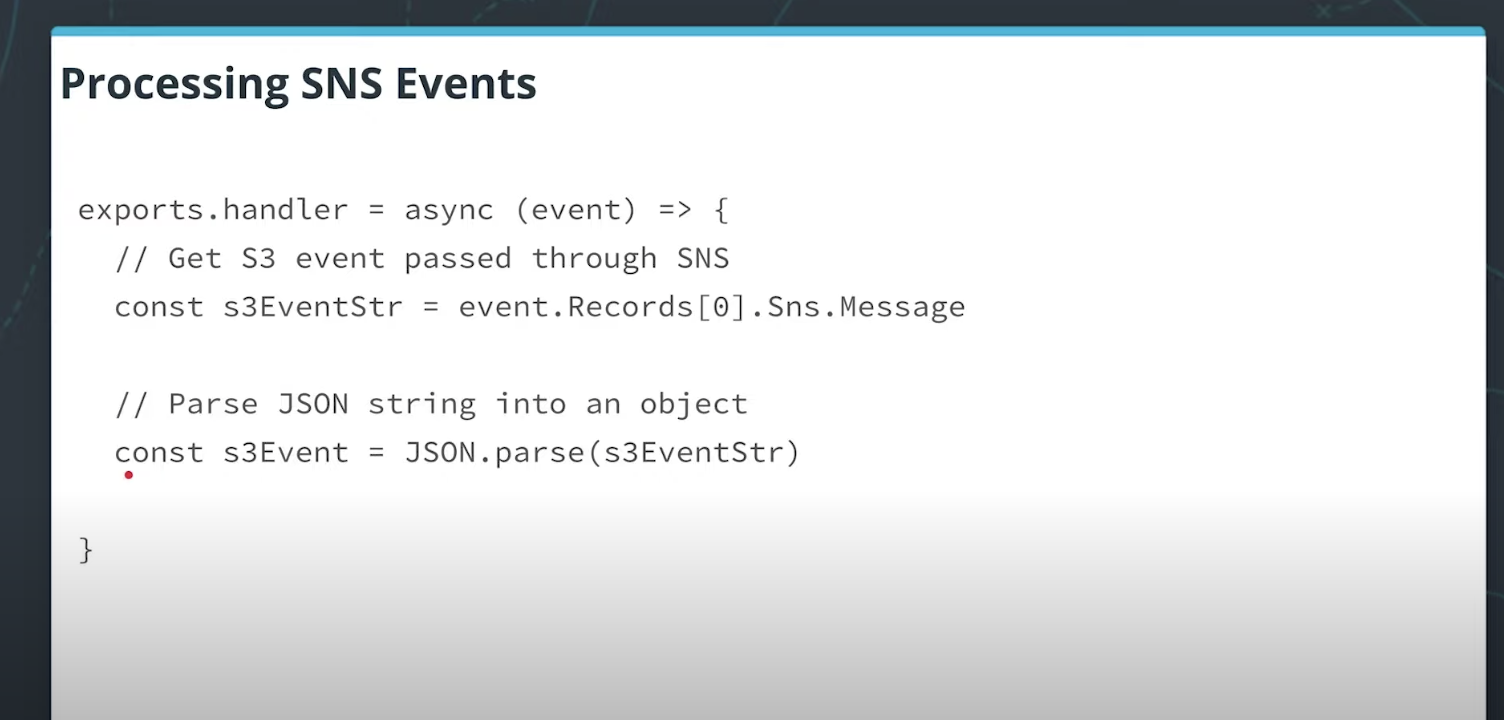 Processing SNS Events
exports.handler = async (event) => {
// Get S3 event passed through SNS
const s3EventStr = event.Records[0].Sns.Message
// Parse JSON string into an object
const s3Event = JSON.parse(s3EventStr)
}